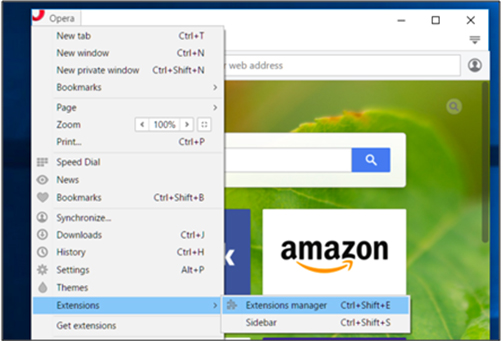 Opera
New tab Ctrl+T
New window Ctrl+N
New private window Ctrl+Shift+N
Bookmarks
Page
Zoom 100%
Print... Ctrl+P
Speed Dial
News
Bookmarks Ctrl+Shift+B
Synchronize...
Downloads Ctrl+J
History Ctrl+H
Settings Alt+P
Themes
Extensions
Get extensions
r web address
k
amazon
Extensions manager Ctrl+Shift+E
Sidebar Ctrl+Shift+S